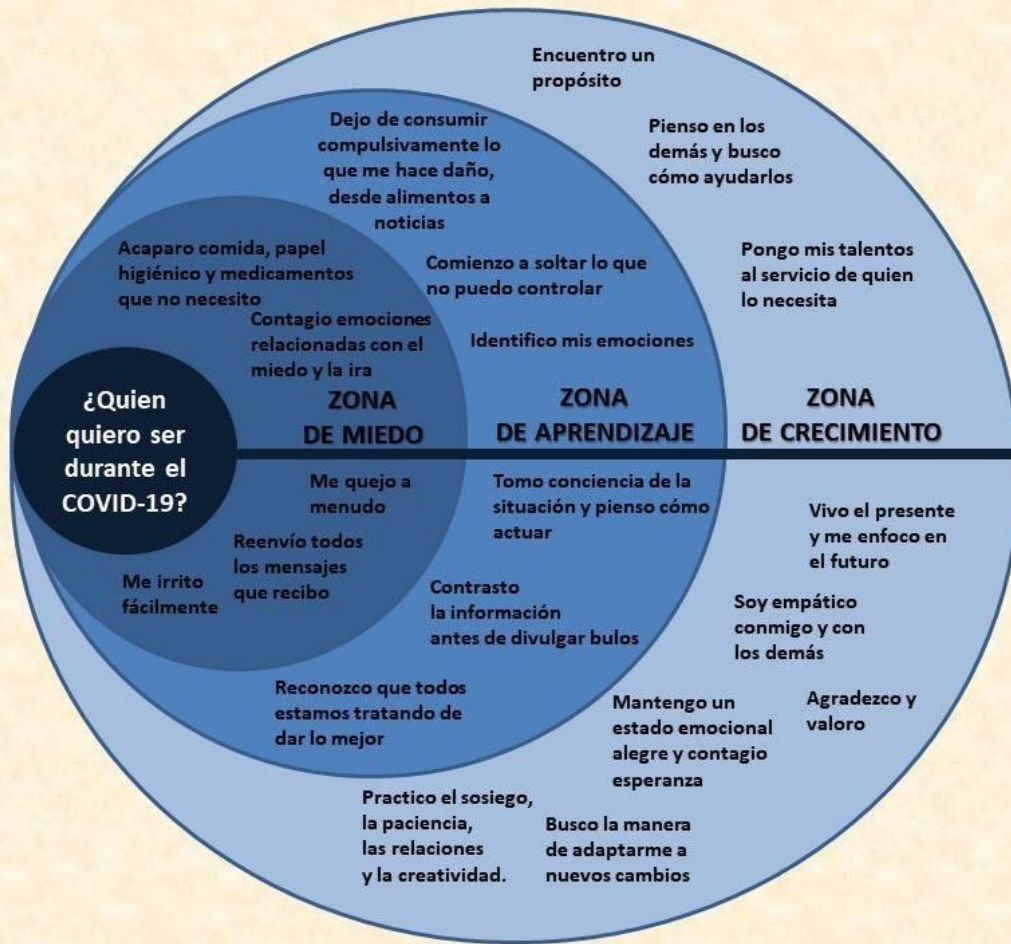 ¿Quien
quiero ser
durante el
COVID-19?
ZONA
DE MIEDO
Acaparo comida, papel
higiénico y medicamentos
que no necesito
Contagio emociones
relacionadas con el
miedo y la ira
Me quejo a
menudo
Reenvío todos
los mensajes
que recibo
Me irrito
fácilmente
ZONA
DE APRENDIZAJE
Dejo de consumir
compulsivamente lo
que me hace daño,
desde alimentos a
noticias
Comienzo a soltar lo que
no puedo controlar
Identifico mis emociones
Tomo conciencia de la
situación y pienso cómo
actuar
Contrasto
la información
antes de divulgar bulos
Reconozco que todos
estamos tratando de
dar lo mejor
ZONA
DE CRECIMIENTO
Encuentro un
propósito
Pienso en los
demás y busco
cómo ayudarlos
Pongo mis talentos
al servicio de quien
lo necesita
Vivo el presente
y me enfoco en
el futuro
Soy empático
conmigo y con
los demás
Agradezco y
valoro
Mantengo un
estado emocional
alegre y contagio
esperanza
Busco la manera
de adaptarme a
nuevos cambios
Practico el sosiego,
la paciencia,
las relaciones
y la creatividad.